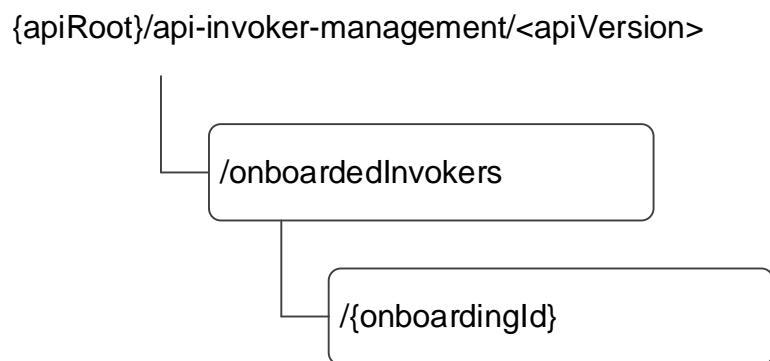 {apiRoot}/api-invoker-management/<apiVersion>
/onboardedInvokers
/{onboardingId}